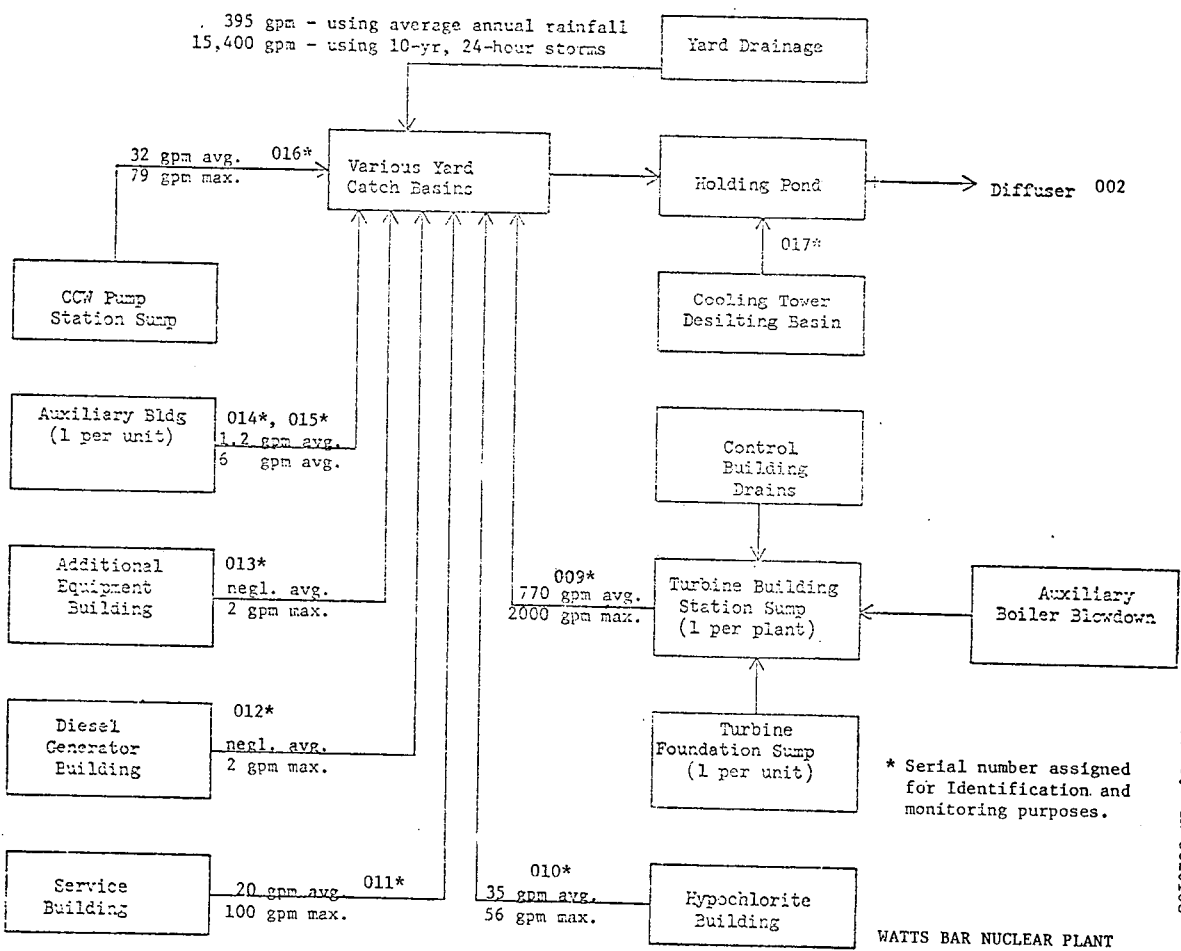 395 gpm - using average annual rainfall
15,400 gpm - using 10-yr, 24-hour storms
Yard Drainage
32 gpm avg. 016*
79 gpm max.
Various Yard
Catch Basins
Holding Pond
Diffuser 002
017*
CCW Pump
Station Sump
Cooling Tower
Desilting Basin
Auxiliary Bldg
(1 per unit)
014*, 015*
1.2 gpm avg.
6 gpm avg.
Control
Building
Drains
Additional
Equipment
Building
013*
negl. avg.
2 gpm max.
009*
770 gpm avg.
2000 gpm max.
Turbine Building
Station Sump
(1 per plant)
Auxiliary
Boiler Blowdown
Diesel
Generator
Building
012*
negl. avg.
2 gpm max.
Turbine
Foundation Sump
(1 per unit)
* Serial number assigned
for Identification and
monitoring purposes.
Service
Building
20 gpm avg. 011*
100 gpm max.
010*
35 gpm avg.
56 gpm max.
Hypochlorite
Building
WATTS BAR NUCLEAR PLANT